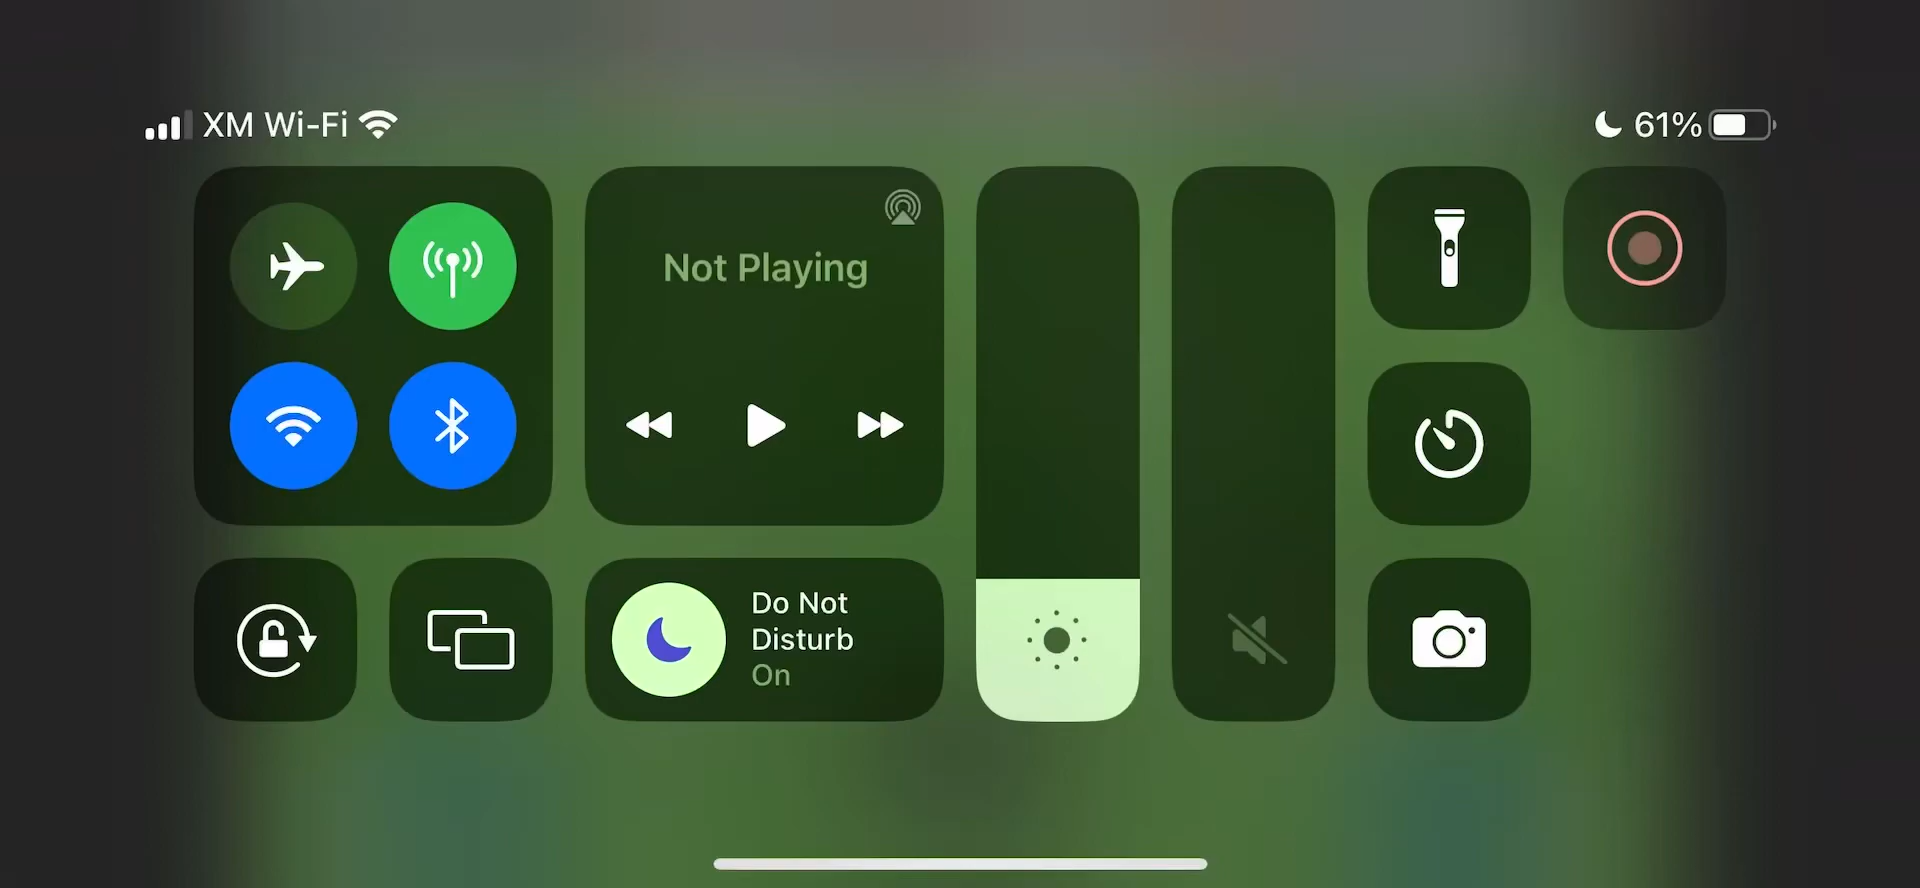 XM Wi-Fi
61%
Not Playing
Do Not
Disturb
On